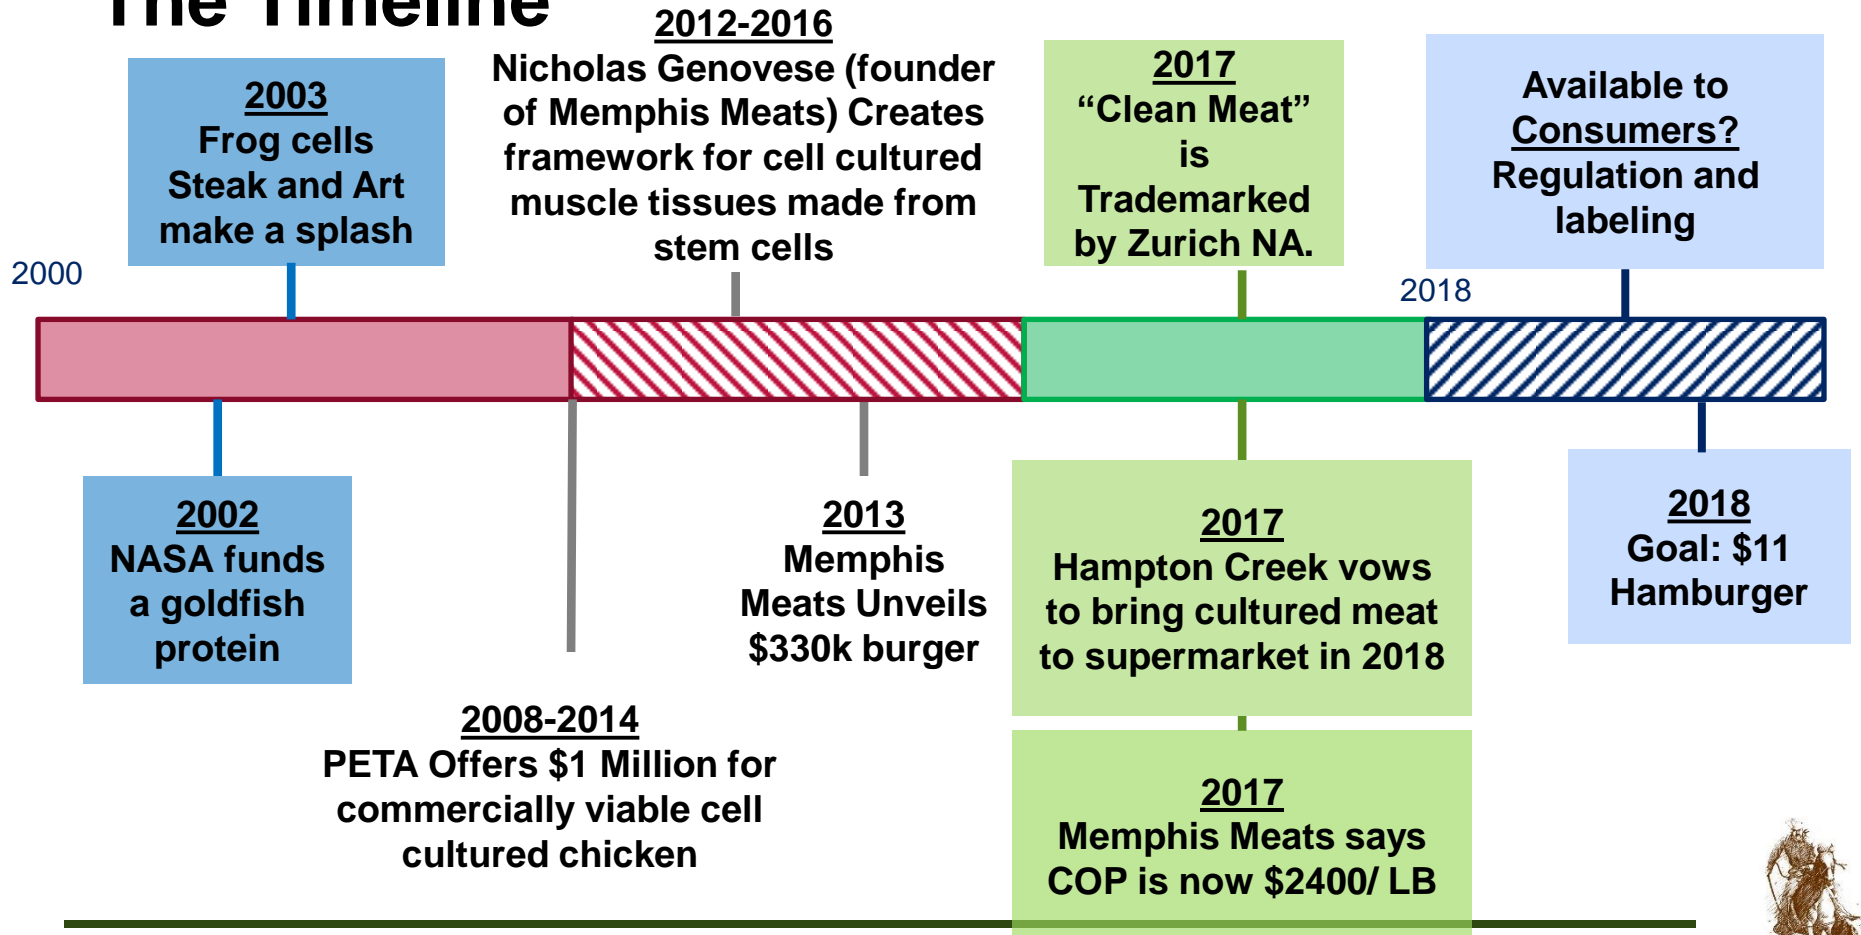 The Timeline
2003
Frog cells
Steak and Art
make a splash
2012-2016
Nicholas Genovese (founder
of Memphis Meats) Creates
framework for cell cultured
muscle tissues made from
stem cells
2017
“Clean Meat”
is
Trademarked
by Zurich NA.
Available to
Consumers?
Regulation and
labeling
2000
2018
2002
NASA funds
a goldfish
protein
2008-2014
PETA Offers $1 Million for
commercially viable cell
cultured chicken
2013
Memphis
Meats Unveils
$330k burger
2017
Hampton Creek vows
to bring cultured meat
to supermarket in 2018
2017
Memphis Meats says
COP is now $2400/ LB
2018
Goal: $11
Hamburger